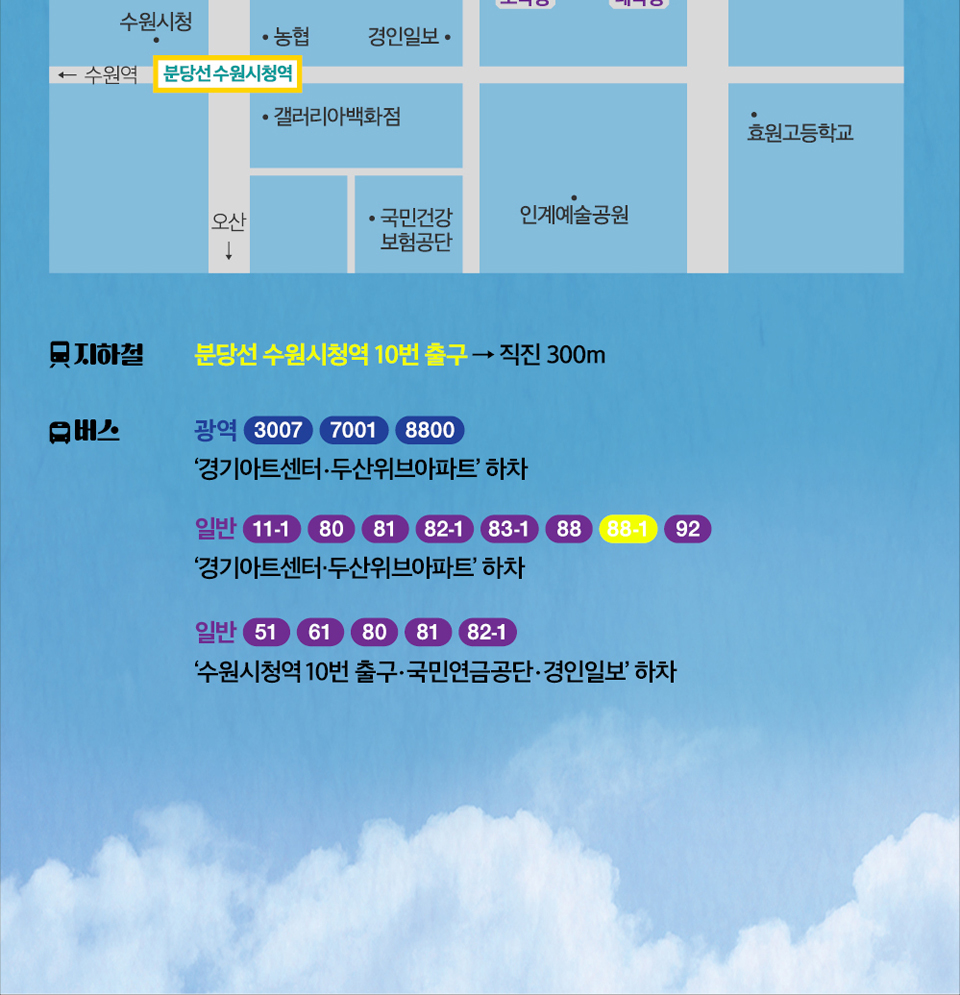 수원시청
• 농협
경인일보 •
← 수원역
분당선 수원시청역
• 갤러리아백화점
효원고등학교
인계예술공원
오산
↓
• 국민건강
보험공단
지하철
분당선 수원시청역 10번 출구 → 직진 300m
버스
광역 3007 7001 8800
‘경기아트센터·두산위브아파트’ 하차
일반 11-1 80 81 82-1 83-1 88 88-1 92
‘경기아트센터·두산위브아파트’ 하차
일반 51 61 80 81 82-1
‘수원시청역 10번 출구·국민연금공단·경인일보’ 하차